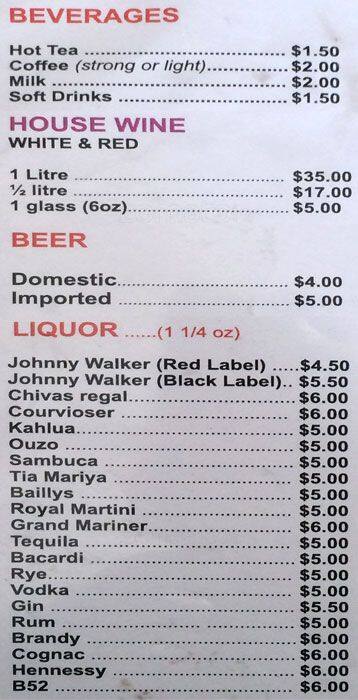 BEVERAGES
Hot Tea .................................... $1.50
Coffee (strong or light)............... $2.00
Milk .......................................... $2.00
Soft Drinks ............................... $1.50
HOUSE WINE
WHITE & RED
1 Litre ....................................... $35.00
½ litre ....................................... $17.00
1 glass (6oz)............................. $5.00
BEER
Domestic............................... $4.00
Imported ................................ $5.00
LIQUOR ......(1 1/4 oz)
Johnny Walker (Red Label) .....$4.50
Johnny Walker (Black Label).. $5.50
Chivas regal............................. $6.00
Courvioser ............................... $6.00
Kahlua....................................... $5.00
Ouzo ......................................... $5.00
Sambuca .................................. $5.00
Tia Mariya ................................ $5.00
Baillys ...................................... $5.00
Royal Martini ........................... $5.00
Grand Mariner.......................... $6.00
Tequila ..................................... $5.00
Bacardi ..................................... $5.00
Rye............................................ $5.00
Vodka ....................................... $5.00
Gin ............................................ $5.50
Rum .......................................... $5.00
Brandy ...................................... $6.00
Cognac ..................................... $6.00
Hennessy ................................. $6.00
B52 ........................................... $6.00